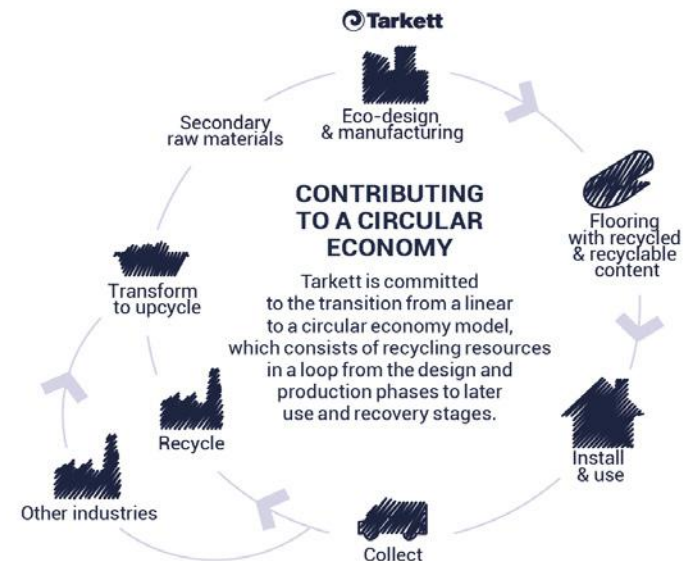 Tarkett
Eco-design
& manufacturing
Secondary
raw materials
Flooring
with recycled
& recyclable
content
CONTRIBUTING
TO A CIRCULAR
ECONOMY
Tarkett is committed
to the transition from a linear
to a circular economy model,
which consists of recycling resources
in a loop from the design and
production phases to later
use and recovery stages.
Transform
to upcycle
Recycle
Install
& use
Other industries
Collect